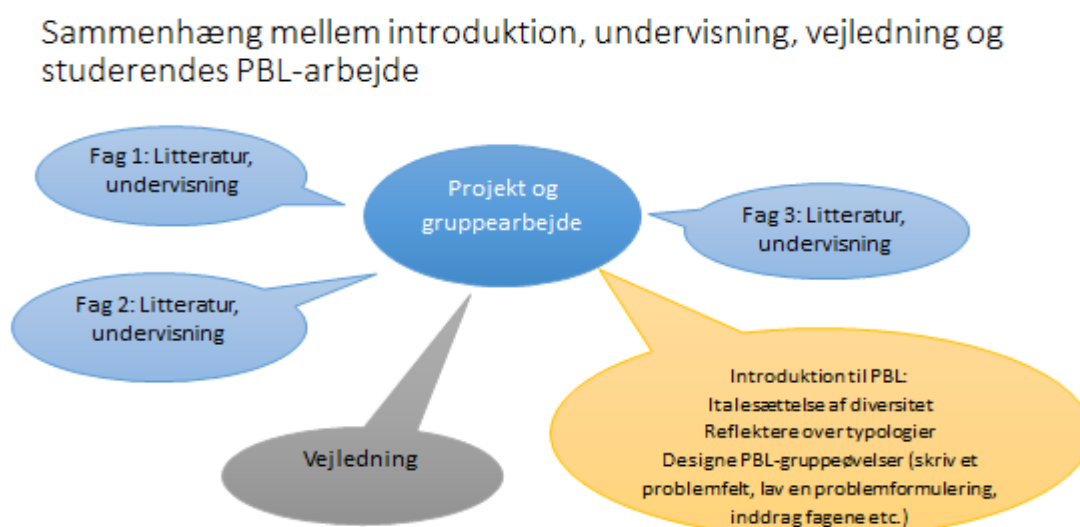 Sammenhæng mellem introduktion, undervisning, vejledning og
studerendes PBL-arbejde
Fag 1: Litteratur,
undervisning
Projekt og
gruppearbejde
Fag 3: Litteratur,
undervisning
Fag 2: Litteratur,
undervisning
Vejledning
Introduktion til PBL:
Italesættelse af diversitet
Reflektere over typologier
Designe PBL-gruppeøvelser (skriv et
problemfelt, lav en problemformulering,
inddrag fagene etc.)